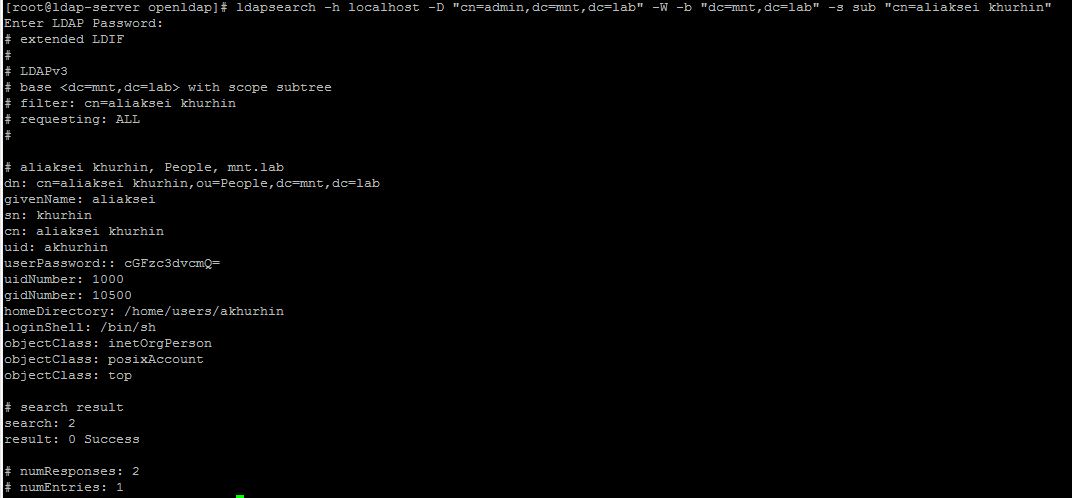 [root@ldap-server openldap]# ldapsearch -h localhost -D "cn=admin,dc=mnt,dc=lab" -W -b "dc=mnt,dc=lab" -s sub "cn=aliaksei khurhin"
Enter LDAP Password:
# extended LDIF
#
# LDAPv3
# base <dc=mnt,dc=lab> with scope subtree
# filter: cn=aliaksei khurhin
# requesting: ALL
#
# aliaksei khurhin, People, mnt.lab
dn: cn=aliaksei khurhin,ou=People,dc=mnt,dc=lab
givenName: aliaksei
sn: khurhin
cn: aliaksei khurhin
uid: akhurhin
userPassword:: cGFzc3dvcmQ=
uidNumber: 1000
gidNumber: 10500
homeDirectory: /home/users/akhurhin
loginShell: /bin/sh
objectClass: inetOrgPerson
objectClass: posixAccount
objectClass: top
# search result
search: 2
result: 0 Success
# numResponses: 2
# numEntries: 1